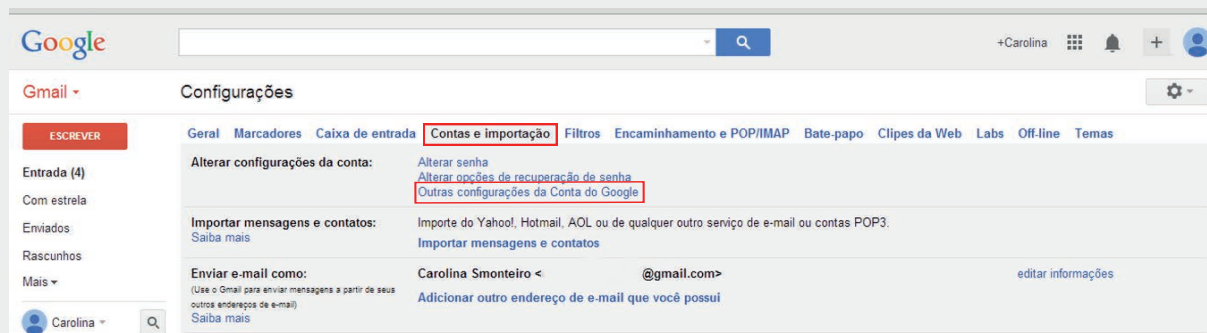 Google
+Carolina
Gmail
Configurações
ESCREVER
Geral Marcadores Caixa de entrada Contas e importação Filtros Encaminhamento e POP/IMAP Bate-papo Clipes da Web Labs Off-line Temas
Entrada (4)
Com estrela
Enviados
Rascunhos
Mais
Carolina
Alterar configurações da conta:
Alterar senha
Alterar opções de recuperação de senha
Outras configurações da Conta do Google
Importar mensagens e contatos:
Saiba mais
Importe do Yahoo!, Hotmail, AOL ou de qualquer outro serviço de e-mail ou contas POP3.
Importar mensagens e contatos
Enviar e-mail como:
(Use o Gmail para enviar mensagens a partir de seus
outros endereços de e-mail)
Saiba mais
Carolina Smonteiro < @gmail.com>
editar informações
Adicionar outro endereço de e-mail que você possui